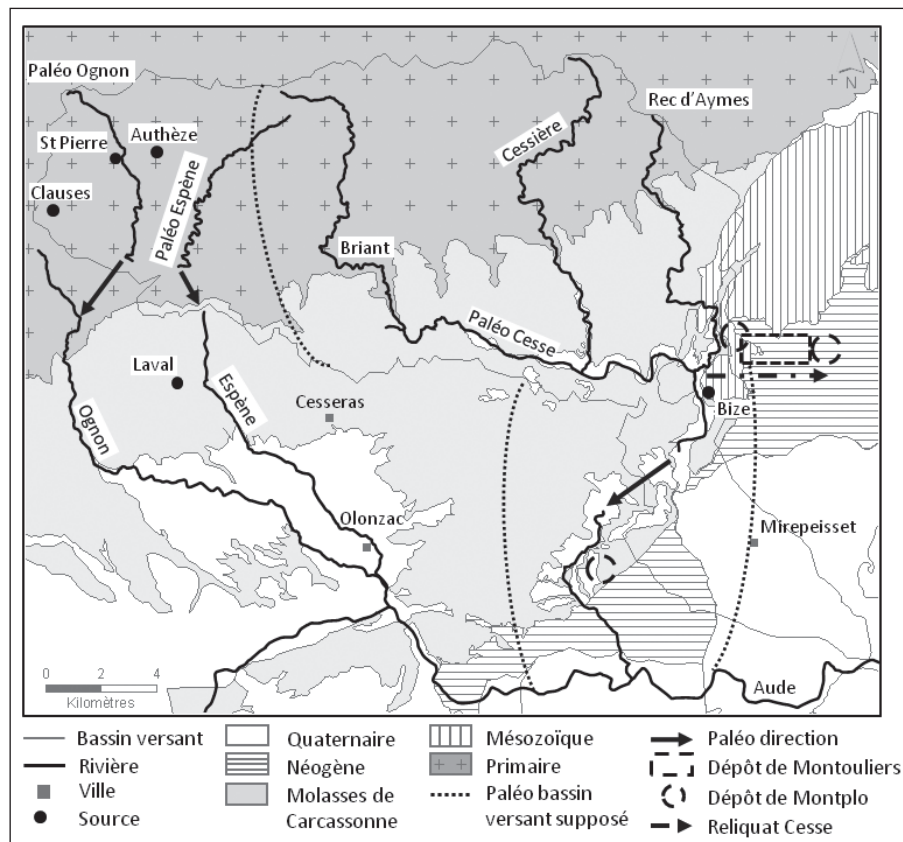 Paléo Ognon
N
Rec d'Aymes
Authèze
St Pierre
Cessière
Clauses
Paléo Espène
Briant
Paléo Cesse
Laval
Espène
Cesseras
Bize
Ognon
Olonzac
Mirepeisset
0 2 4
Kilomètres
Aude
Bassin versant
Rivière
Ville
Source
Quaternaire
Néogène
Molasses de
Carcassonne
Mésozoïque
Primaire
Paléo bassin
versant supposé
Paléo direction
Dépôt de Montouliers
Dépôt de Montplo
Reliquat Cesse